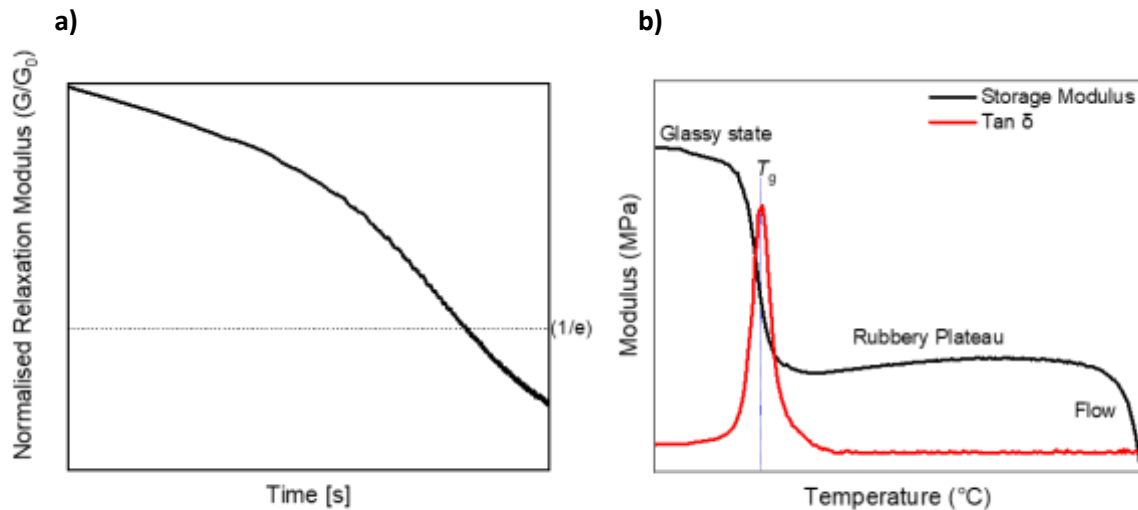 a)
Normalised Relaxation Modulus (G/G₀)
(1/e)
Time [s]
b)
Storage Modulus
Tan δ
Glassy state
Tg
Rubbery Plateau
Flow
Modulus (MPa)
Temperature (°C)